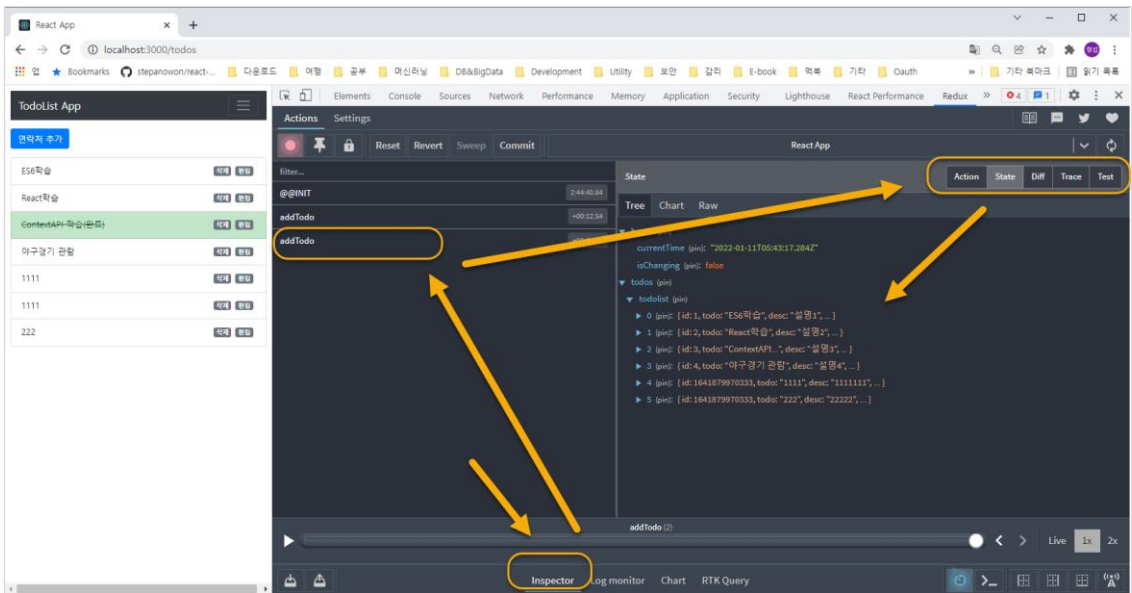 React App
localhost:3000/todos
앱 Bookmarks stepanowon/react-... 다운로드 여행 공부 머신러닝 DB&BigData Development Utility 보안 감리 E-book 맥북 기타 Oauth » 기타 북마크 읽기 목록
Elements Console Sources Network Performance Memory Application Security Lighthouse React Performance Redux » 4 1
TodoList App
Actions Settings
연락처 추가
Reset Revert Sweep Commit React App
filter...
State
Action State Diff Trace Test
ES6학습 삭제 편집
React학습 삭제 편집
ContextAPI 학습(완료) 삭제 편집
야구경기 관람 삭제 편집
1111 삭제 편집
1111 삭제 편집
222 삭제 편집
@@INIT 2:44:40.84
addTodo +00:12.54
addTodo
Tree Chart Raw
currentTime (pin): "2022-01-11T05:43:17.284Z"
isChanging (pin): false
todos (pin)
todolist (pin)
0 (pin): { id: 1, todo: "ES6학습", desc: "설명1", ... }
1 (pin): { id: 2, todo: "React학습", desc: "설명2", ... }
2 (pin): { id: 3, todo: "ContextAPI...", desc: "설명3", ... }
3 (pin): { id: 4, todo: "야구경기 관람", desc: "설명4", ... }
4 (pin): { id: 1641879970333, todo: "1111", desc: "1111111", ... }
5 (pin): { id: 1641879970333, todo: "222", desc: "22222", ... }
addTodo (2)
Live 1x 2x
Inspector Log monitor Chart RTK Query